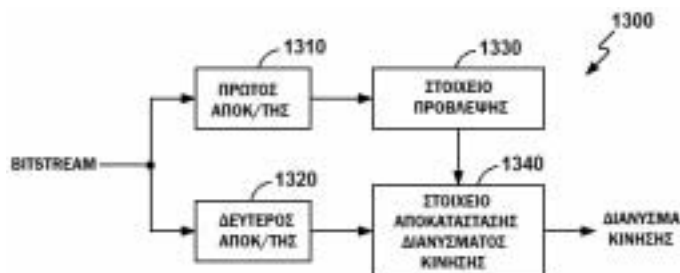 1310
1330
1300
ΠΡΩΤΟΣ
ΑΠΟΚ/ΤΗΣ
ΣΤΟΙΧΕΙΟ
ΠΡΟΒΛΕΨΗΣ
BITSTREAM
1320
1340
ΔΕΥΤΕΡΟΣ
ΑΠΟΚ/ΤΗΣ
ΣΤΟΙΧΕΙΟ
ΑΠΟΚΑΤΑΣΤΑΣΗΣ
ΔΙΑΝΥΣΜΑΤΟΣ
ΚΙΝΗΣΗΣ
ΔΙΑΝΥΣΜΑ
ΚΙΝΗΣΗΣ